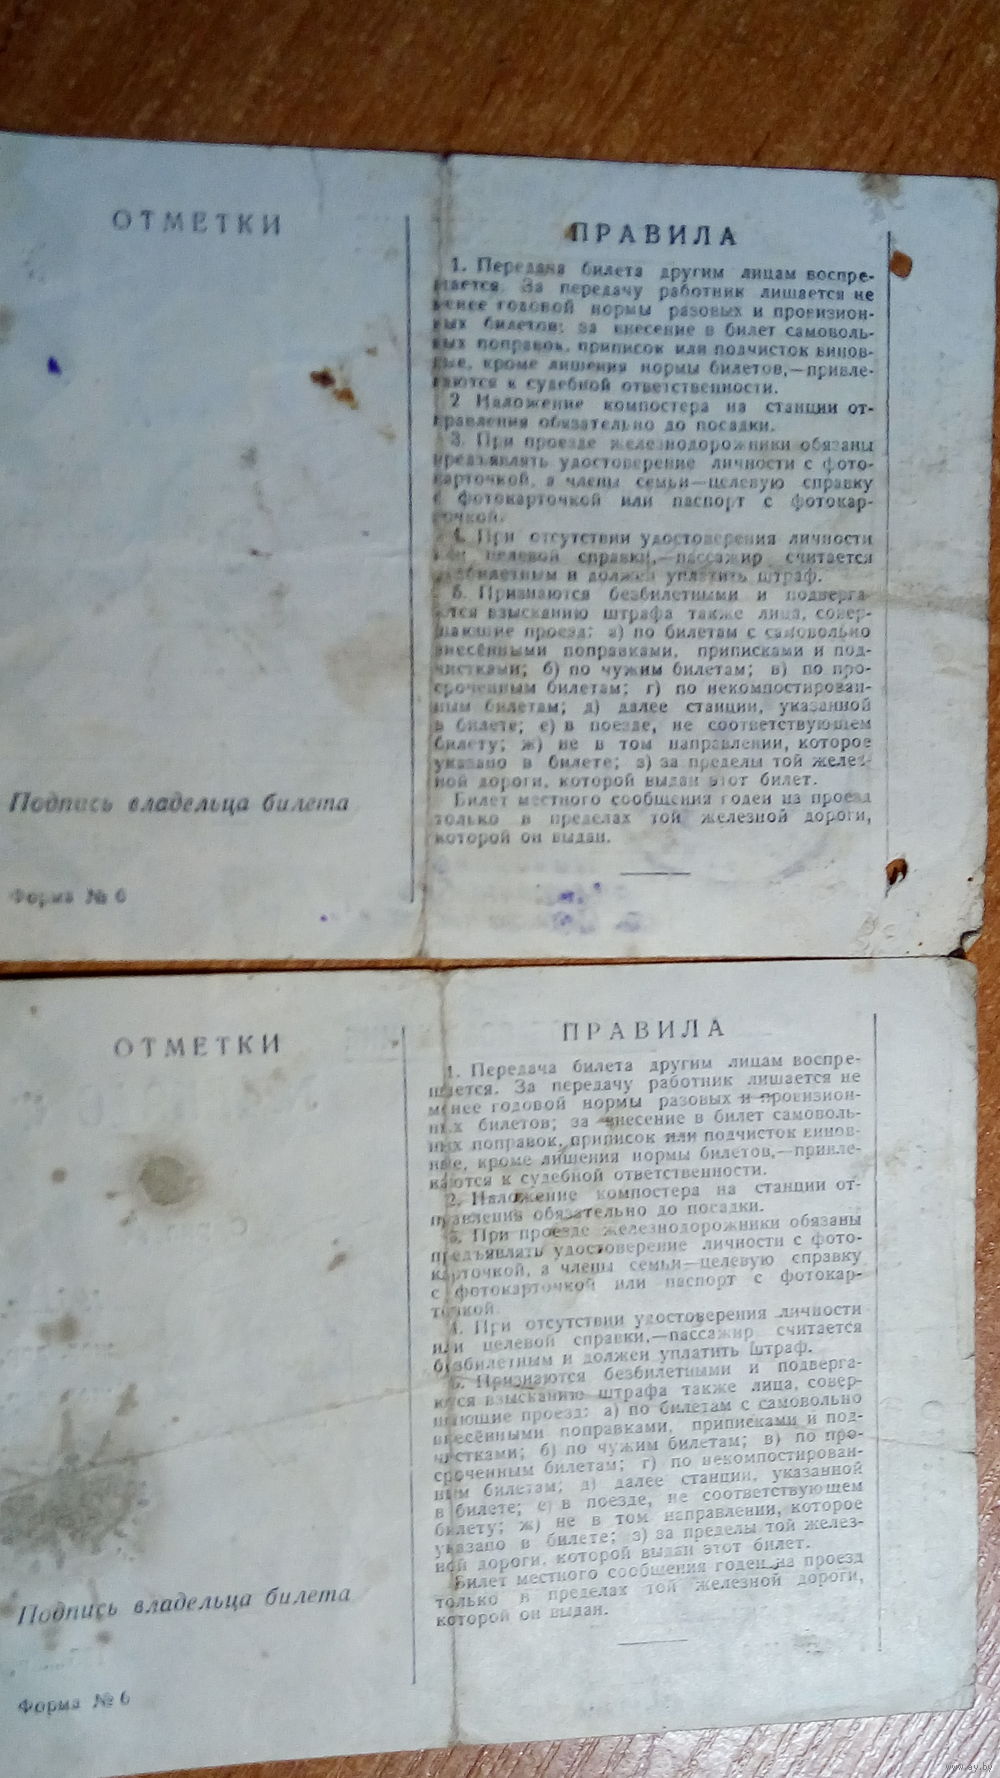 ОТМЕТКИ
Подпись владельца билета
Форма № 6
ПРАВИЛА
1. Передача билета другим лицам воспре-
щается. За передачу работник лишается не
менее годовой нормы разовых и провизион-
ных билетов; за внесение в билет самоволь-
ных поправок, приписок или подчисток винов-
ные, кроме лишения нормы билетов,—привле-
каются к судебной ответственности.
2 Наложение компостера на станции от-
правления обязательно до посадки.
3. При проезде железнодорожники обязаны
предъявлять удостоверение личности с фото-
карточкой, а члены семьи—целевую справку
с фотокарточкой или паспорт с фотокар-
точкой.
4. При отсутствии удостоверения личности
или целевой справки,—пассажир считается
безбилетным и должен уплатить штраф.
5. Признаются безбилетными и подверга-
ются взысканию штрафа также лица, совер-
шающие проезд: а) по билетам с самовольно
внесёнными поправками, приписками и под-
чистками; б) по чужим билетам; в) по про-
сроченным билетам; г) по некомпостирован-
ным билетам; д) далее станции, указанной
в билете; е) в поезде, не соответствующем
билету; ж) не в том направлении, которое
указано в билете; з) за пределы той желез-
ной дороги, которой выдан этот билет.
Билет местного сообщения годен на проезд
только в пределах той железной дороги,
которой он выдан.
ОТМЕТКИ
Подпись владельца билета
Форма № 6
ПРАВИЛА
1. Передача билета другим лицам воспре-
щается. За передачу работник лишается не
менее годовой нормы разовых и провизион-
ных билетов; за внесение в билет самоволь-
ных поправок, приписок или подчисток винов-
ные, кроме лишения нормы билетов,—привле-
каются к судебной ответственности.
2. Наложение компостера на станции от-
правления обязательно до посадки.
3. При проезде железнодорожники обязаны
предъявлять удостоверение личности с фото-
карточкой, а члены семьи—целевую справку
с фотокарточкой или паспорт с фотокар-
точкой.
4. При отсутствии удостоверения личности
или целевой справки,—пассажир считается
безбилетным и должен уплатить штраф.
5. Признаются безбилетными и подверга-
ются взысканию штрафа также лица, совер-
шающие проезд: а) по билетам с самовольно
внесёнными поправками, приписками и под-
чистками; б) по чужим билетам; в) по про-
сроченным билетам; г) по некомпостирован-
ным билетам; д) далее станции, указанной
в билете; е) в поезде, не соответствующем
билету; ж) не в том направлении, которое
указано в билете; з) за пределы той желез-
ной дороги, которой выдан этот билет.
Билет местного сообщения годен на проезд
только в пределах той железной дороги,
которой он выдан.
www.ay.by